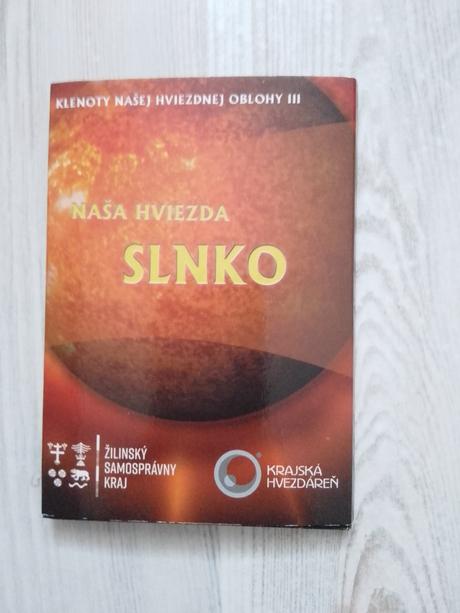 KLENOTY NAŠEJ HVIEZDNEJ OBLOHY III
NAŠA HVIEZDA
SLNKO
ŽILINSKÝ
SAMOSPRÁVNY
KRAJ
KRAJSKÁ
HVEZDÁREŇ